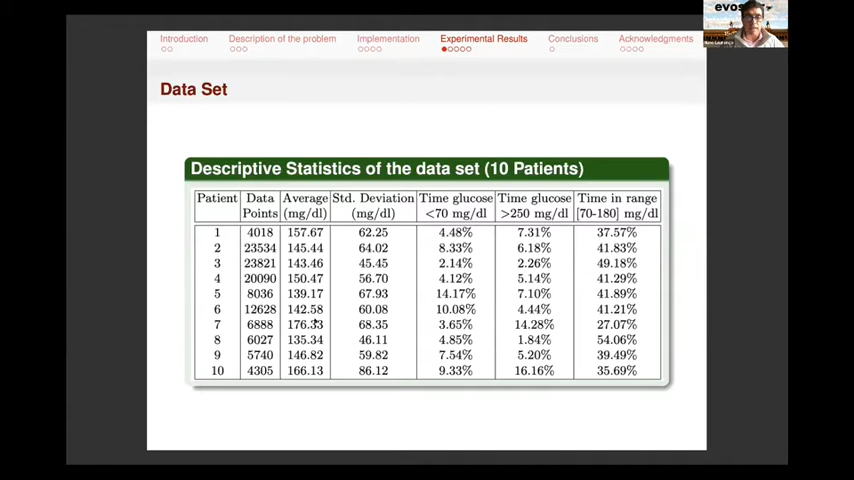 Introduction Description of the problem Implementation Experimental Results Conclusions Acknowledgments
Data Set
Descriptive Statistics of the data set (10 Patients)
Patient Data Points Average (mg/dl) Std. Deviation (mg/dl) Time glucose <70 mg/dl Time glucose >250 mg/dl Time in range [70-180] mg/dl
1 4018 157.67 62.25 4.48% 7.31% 37.57%
2 23534 145.44 64.02 8.33% 6.18% 41.83%
3 23821 143.46 45.45 2.14% 2.26% 49.18%
4 20090 150.47 56.70 4.12% 5.14% 41.29%
5 8036 139.17 67.93 14.17% 7.10% 41.89%
6 12628 142.58 60.08 10.08% 4.44% 41.21%
7 6888 176.33 68.35 3.65% 14.28% 27.07%
8 6027 135.34 46.11 4.85% 1.84% 54.06%
9 5740 146.82 59.82 7.54% 5.20% 39.49%
10 4305 166.13 86.12 9.33% 16.16% 35.69%